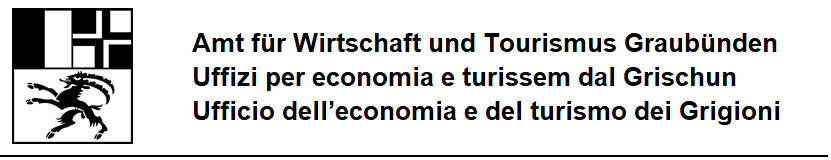 Amt für Wirtschaft und Tourismus Graubünden
Uffizi per economia e turissem dal Grischun
Ufficio dell’economia e del turismo dei Grigioni